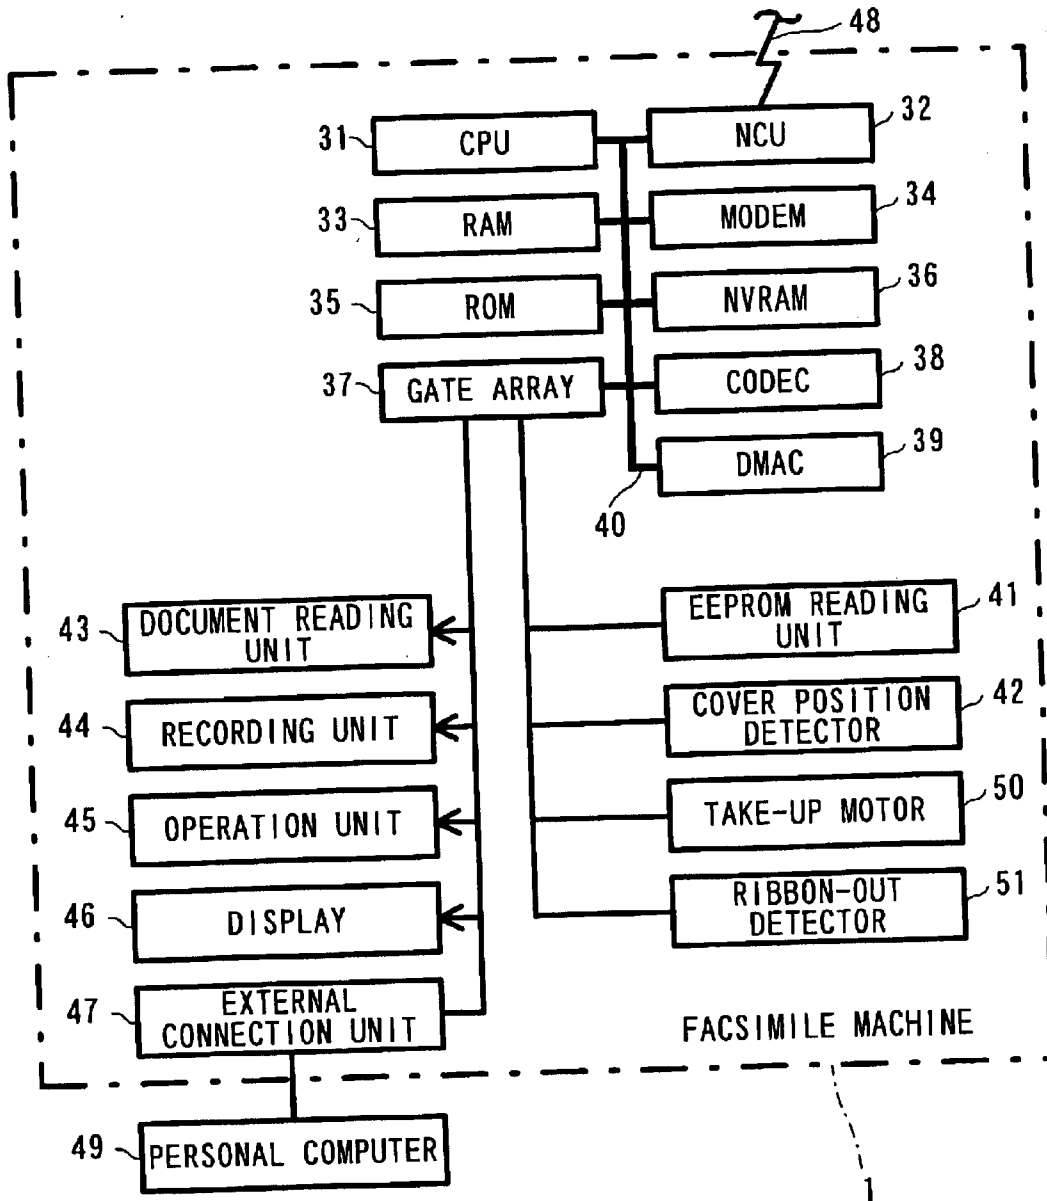 48
31 CPU
NCU 32
33 RAM
MODEM 34
35 ROM
NVRAM 36
37 GATE ARRAY
CODEC 38
DMAC 39
40
43 DOCUMENT READING
UNIT
EEPROM READING
UNIT 41
44 RECORDING UNIT
COVER POSITION
DETECTOR 42
45 OPERATION UNIT
TAKE-UP MOTOR 50
46 DISPLAY
RIBBON-OUT
DETECTOR 51
47 EXTERNAL
CONNECTION UNIT
FACSIMILE MACHINE
49 PERSONAL COMPUTER
1